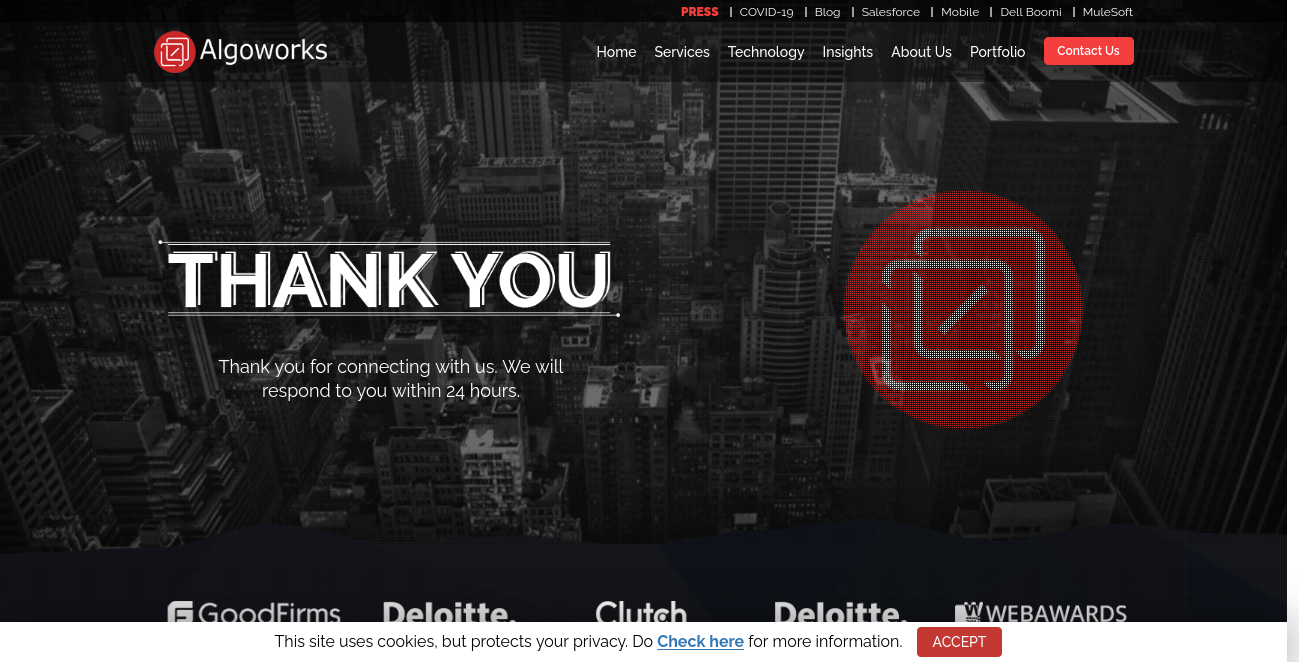 PRESS | COVID-19 | Blog | Salesforce | Mobile | Dell Boomi | MuleSoft
Algoworks
Home Services Technology Insights About Us Portfolio Contact Us
THANK YOU
Thank you for connecting with us. We will
respond to you within 24 hours.
GoodFirms Deloitte. Clutch Deloitte. WEBAWARDS
This site uses cookies, but protects your privacy. Do Check here for more information. ACCEPT